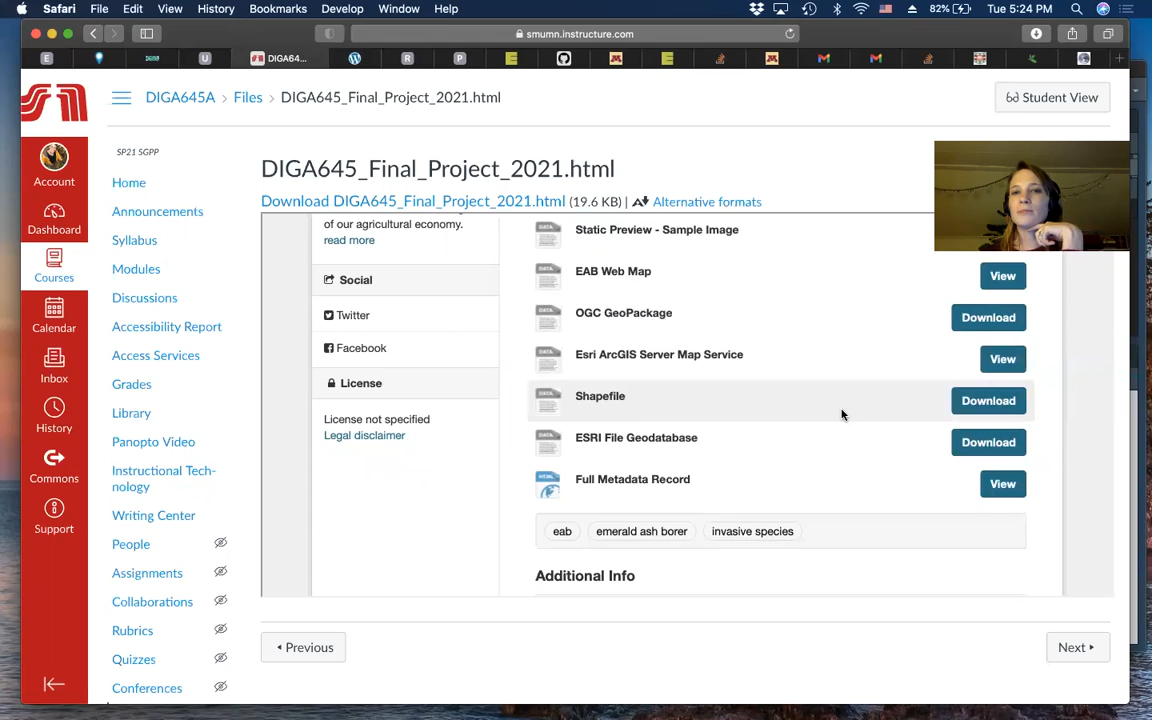 Safari File Edit View History Bookmarks Develop Window Help 82% Tue 5:24 PM
smumn.instructure.com
E U DIGA64... R P E E
DIGA645A > Files > DIGA645_Final_Project_2021.html
Student View
SP21 SGPP
Account
Dashboard
Courses
Calendar
Inbox
History
Commons
Support
Home
Announcements
Syllabus
Modules
Discussions
Accessibility Report
Access Services
Grades
Library
Panopto Video
Instructional Tech-
nology
Writing Center
People
Assignments
Collaborations
Rubrics
Quizzes
Conferences
DIGA645_Final_Project_2021.html
Download DIGA645_Final_Project_2021.html (19.6 KB) | Alternative formats
of our agricultural economy.
read more
Social
Twitter
Facebook
License
License not specified
Legal disclaimer
Static Preview - Sample Image
EAB Web Map
View
OGC GeoPackage
Download
Esri ArcGIS Server Map Service
View
Shapefile
Download
ESRI File Geodatabase
Download
Full Metadata Record
View
eab emerald ash borer invasive species
Additional Info
Previous
Next